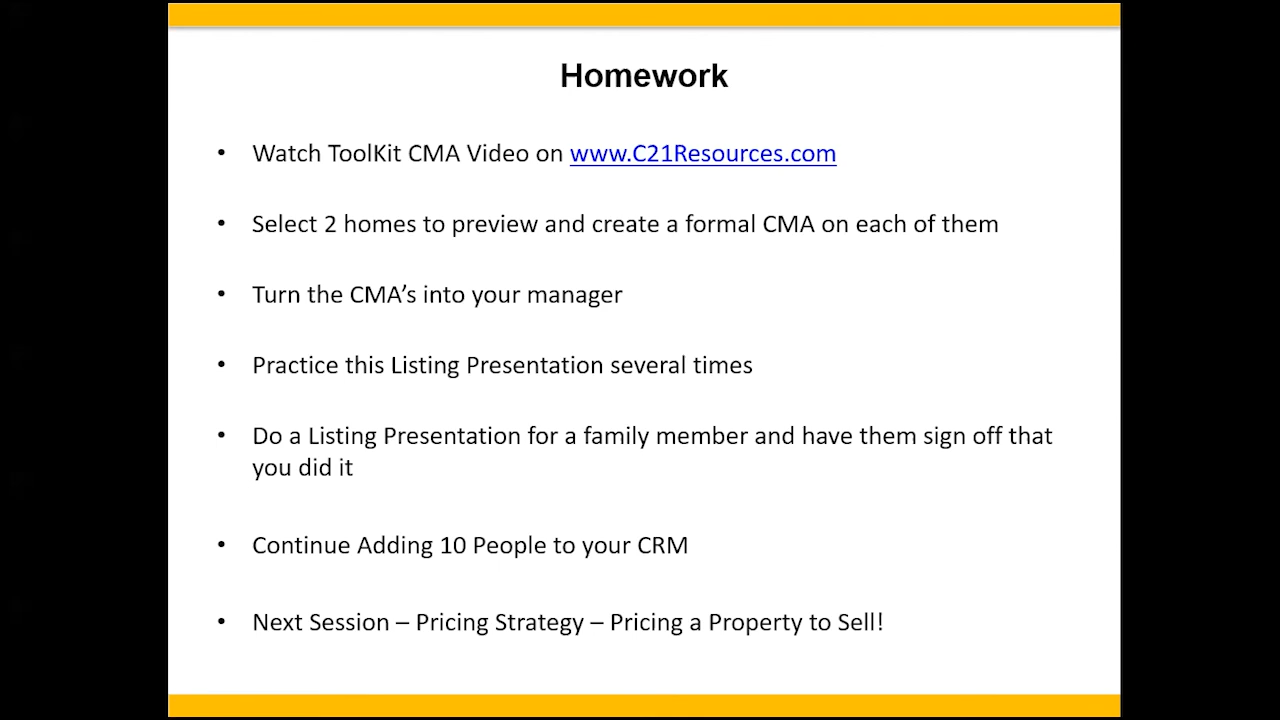 Homework
• Watch ToolKit CMA Video on www.C21Resources.com
• Select 2 homes to preview and create a formal CMA on each of them
• Turn the CMA’s into your manager
• Practice this Listing Presentation several times
• Do a Listing Presentation for a family member and have them sign off that
you did it
• Continue Adding 10 People to your CRM
• Next Session – Pricing Strategy – Pricing a Property to Sell!